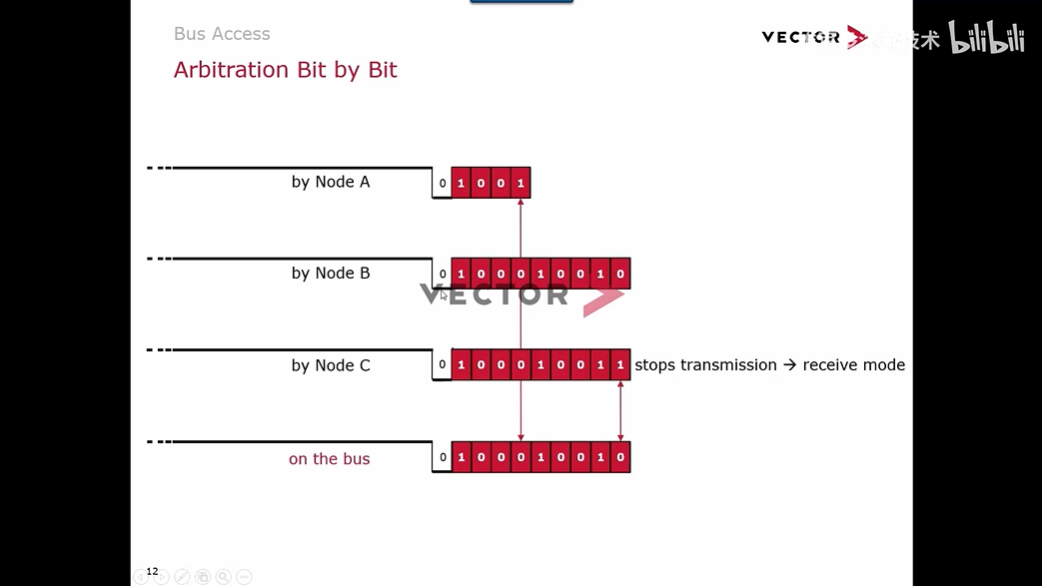 Bus Access
VECTOR
技术 bilibili
Arbitration Bit by Bit
by Node A 0 1 0 0 1
by Node B 0 1 0 0 0 1 0 0 1 0
VECTOR
by Node C 0 1 0 0 0 1 0 0 1 1 stops transmission → receive mode
on the bus 0 1 0 0 0 1 0 0 1 0
12